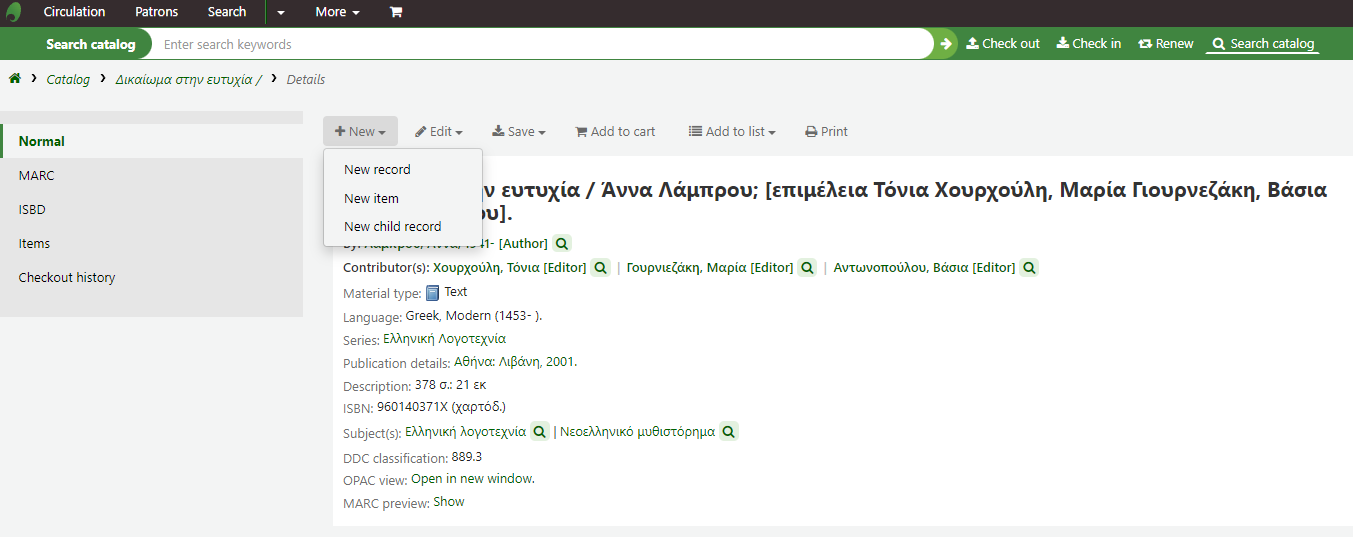 Circulation Patrons Search More
Search catalog Enter search keywords Check out Check in Renew Search catalog
Catalog Δικαίωμα στην ευτυχία / Details
Normal
MARC
ISBD
Items
Checkout history
New Edit Save Add to cart Add to list Print
New record
New item
New child record
ην ευτυχία / Άννα Λάμπρου; [επιμέλεια Τόνια Χουρχούλη, Μαρία Γιουρνεζάκη, Βάσια
ου].
41- [Author]
Contributor(s): Χουρχούλη, Τόνια [Editor] | Γουρνιεζάκη, Μαρία [Editor] | Αντωνοπούλου, Βάσια [Editor]
Material type: Text
Language: Greek, Modern (1453- ).
Series: Ελληνική Λογοτεχνία
Publication details: Αθήνα: Λιβάνη, 2001.
Description: 378 σ.: 21 εκ
ISBN: 960140371X (χαρτόδ.)
Subject(s): Ελληνική λογοτεχνία | Νεοελληνικό μυθιστόρημα
DDC classification: 889.3
OPAC view: Open in new window.
MARC preview: Show